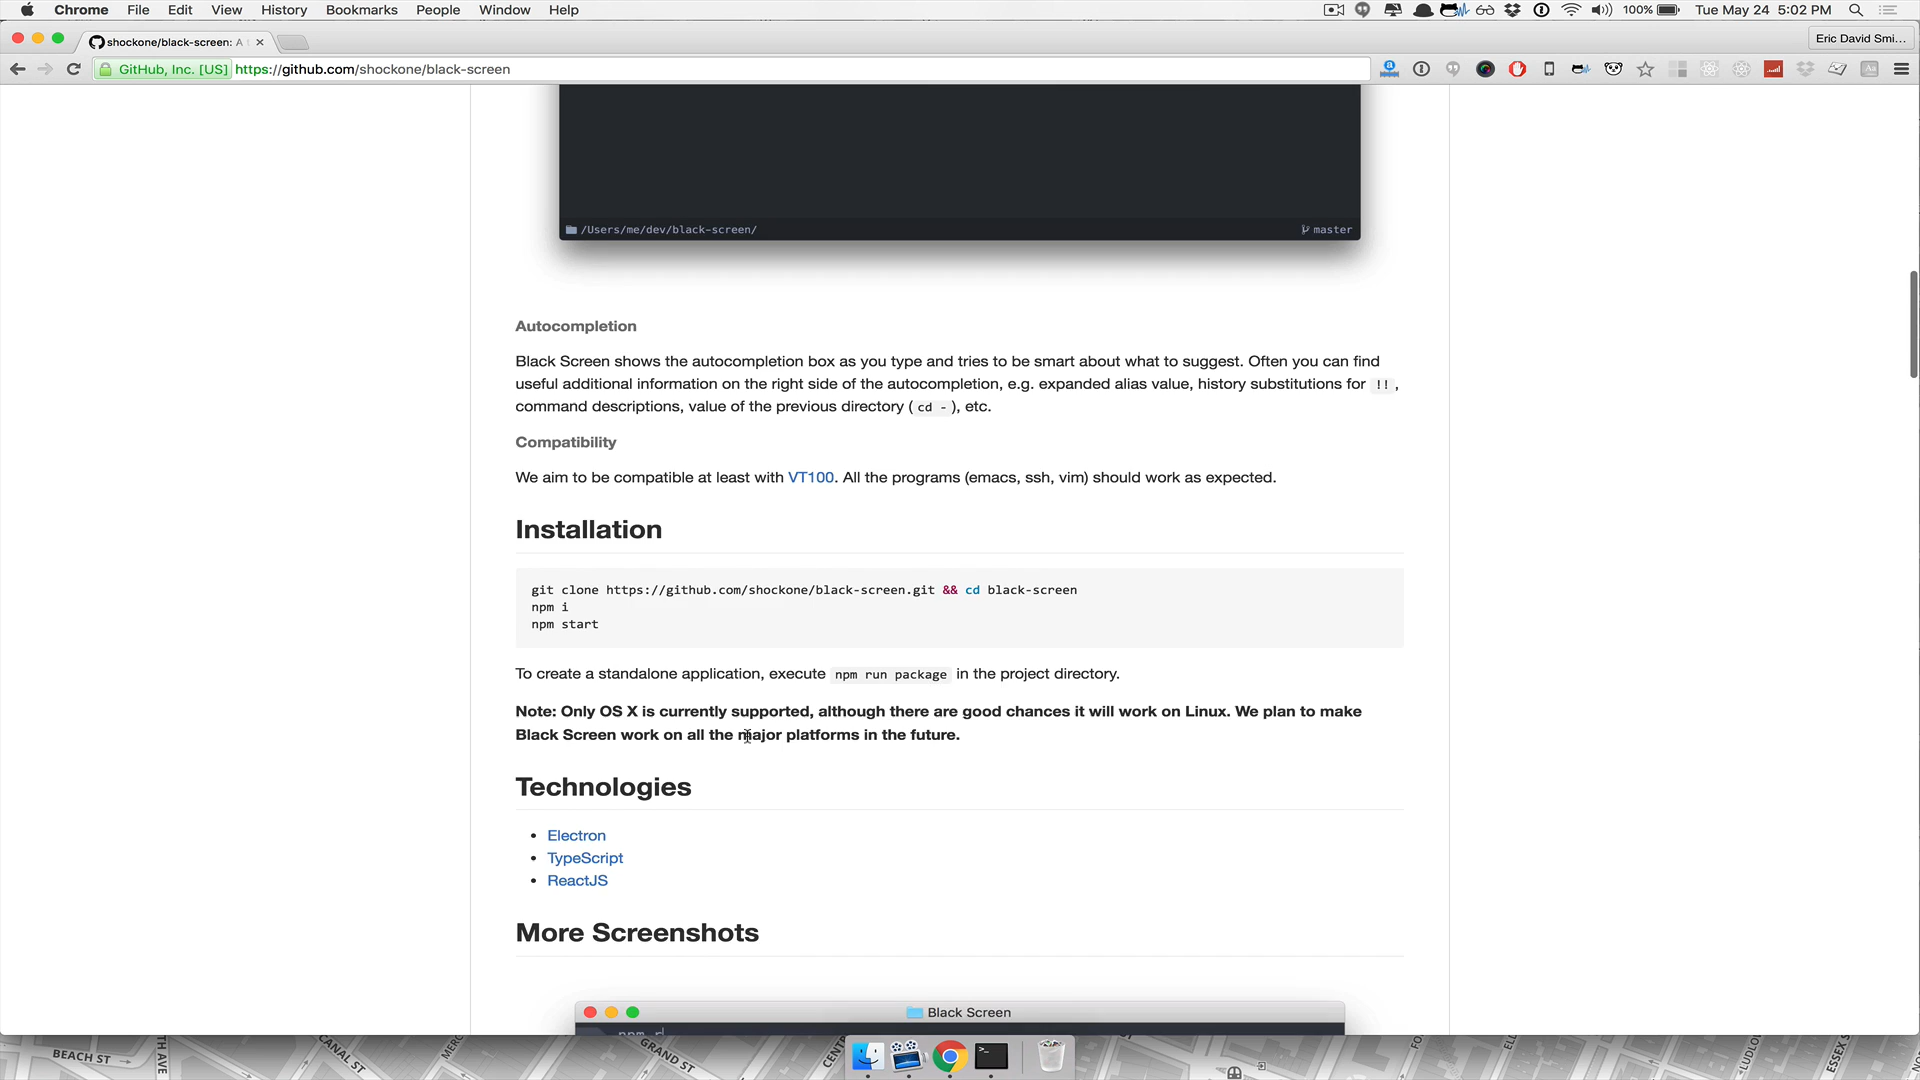 Chrome File Edit View History Bookmarks People Window Help 100% Tue May 24 5:02 PM
shockone/black-screen: A Eric David Smi...
GitHub, Inc. [US] https://github.com/shockone/black-screen
/Users/me/dev/black-screen/ master
Autocompletion
Black Screen shows the autocompletion box as you type and tries to be smart about what to suggest. Often you can find
useful additional information on the right side of the autocompletion, e.g. expanded alias value, history substitutions for !! ,
command descriptions, value of the previous directory ( cd - ), etc.
Compatibility
We aim to be compatible at least with VT100. All the programs (emacs, ssh, vim) should work as expected.
Installation
git clone https://github.com/shockone/black-screen.git && cd black-screen
npm i
npm start
To create a standalone application, execute npm run package in the project directory.
Note: Only OS X is currently supported, although there are good chances it will work on Linux. We plan to make
Black Screen work on all the major platforms in the future.
Technologies
• Electron
• TypeScript
• ReactJS
More Screenshots
Black Screen
BEACH ST
TH AVE
CANAL ST
GRAND ST
ESSEX S